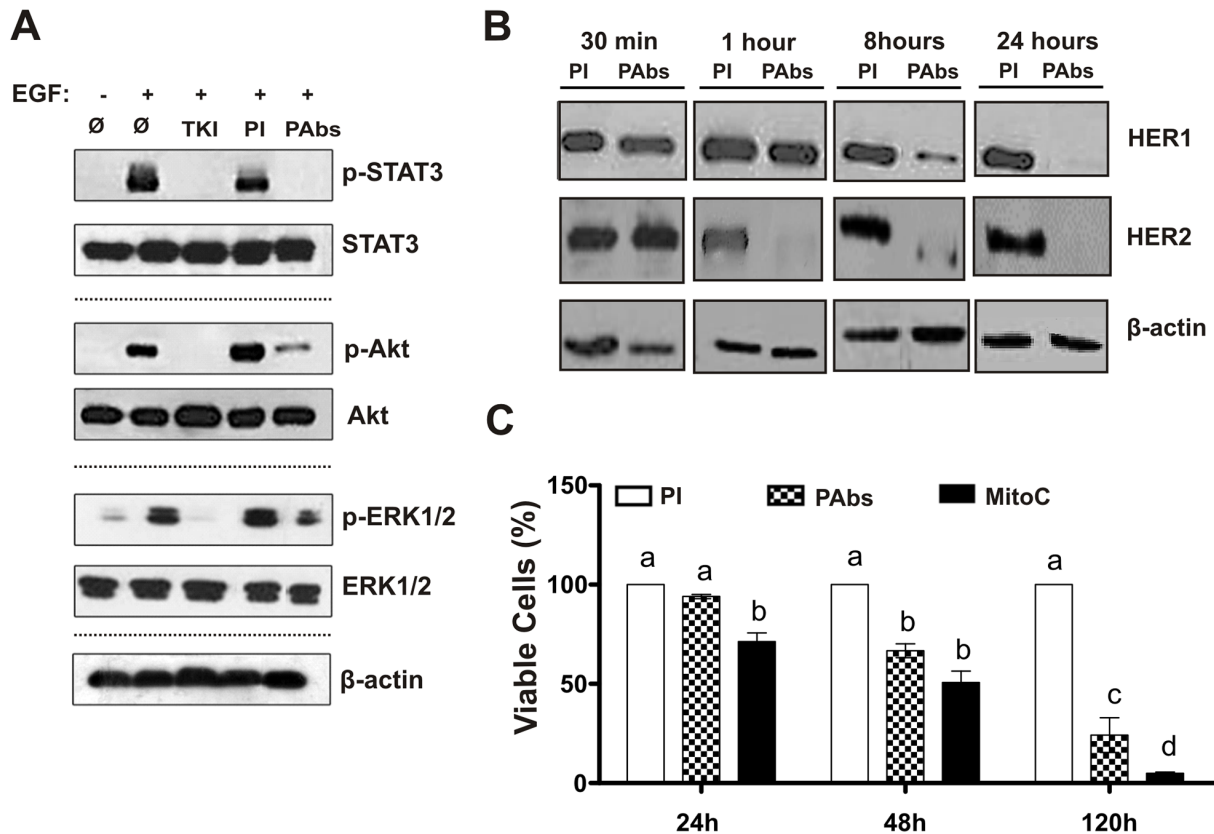 A
EGF: - + + + +
Ø Ø TKI PI PAbs
p-STAT3
STAT3
p-Akt
Akt
p-ERK1/2
ERK1/2
β-actin
B
30 min 1 hour 8hours 24 hours
PI PAbs PI PAbs PI PAbs PI PAbs
HER1
HER2
β-actin
C
Viable Cells (%)
150
100
50
0
PI PAbs MitoC
a a b
a b b
a c d
24h 48h 120h